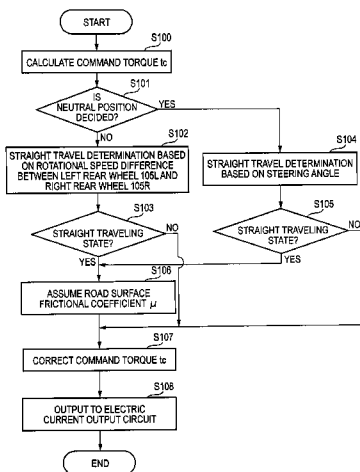 START
S100
CALCULATE COMMAND TORQUE tc
S101
IS
NEUTRAL POSITION
DECIDED?
YES
NO
S102
STRAIGHT TRAVEL DETERMINATION BASED
ON ROTATIONAL SPEED DIFFERENCE
BETWEEN LEFT REAR WHEEL 105L AND
RIGHT REAR WHEEL 105R
S104
STRAIGHT TRAVEL DETERMINATION
BASED ON STEERING ANGLE
S103
STRAIGHT TRAVELING
STATE?
NO
YES
S105
STRAIGHT TRAVELING
STATE?
NO
YES
S106
ASSUME ROAD SURFACE
FRICTIONAL COEFFICIENT μ
S107
CORRECT COMMAND TORQUE tc
S108
OUTPUT TO ELECTRIC
CURRENT OUTPUT CIRCUIT
END